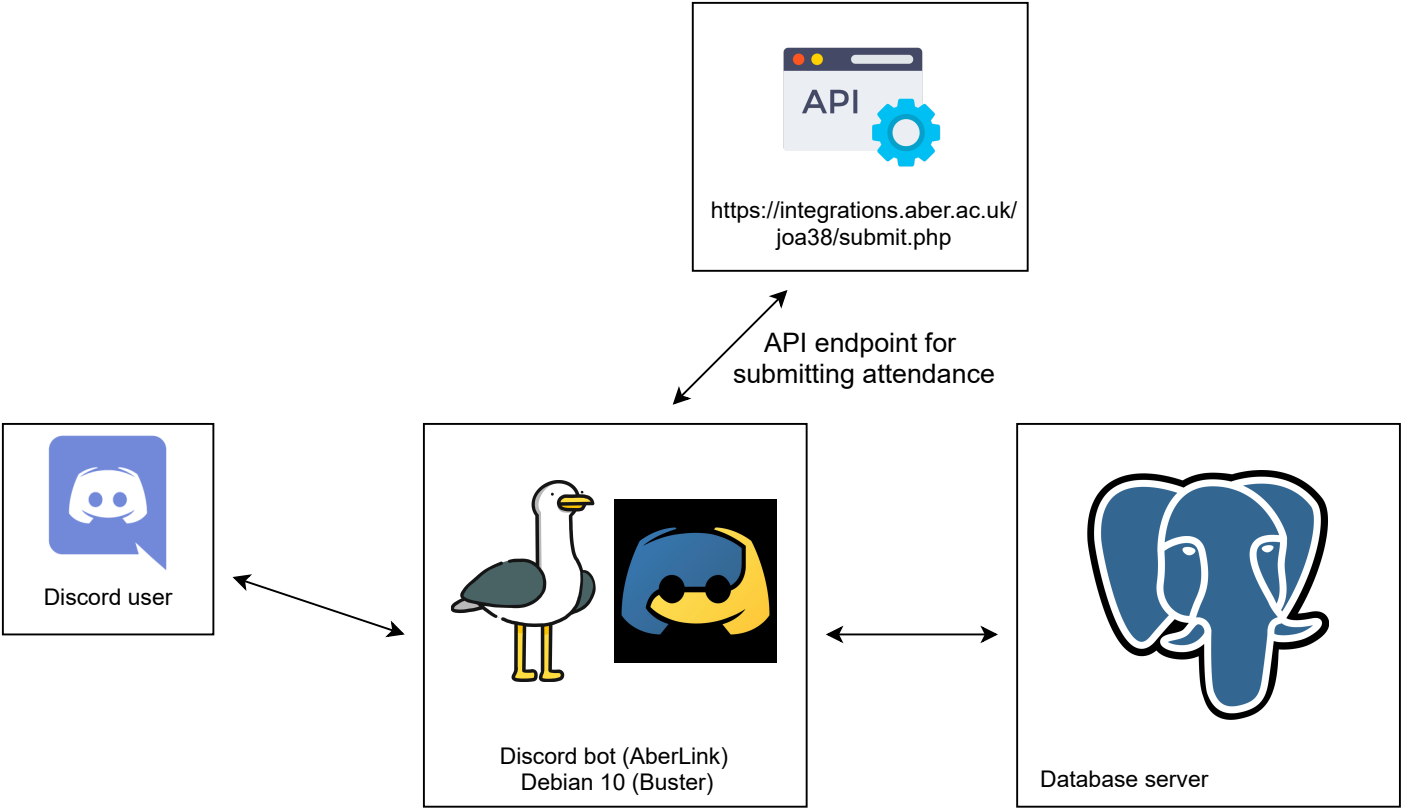 API
https://integrations.aber.ac.uk/
joa38/submit.php
API endpoint for
submitting attendance
Discord user
Discord bot (AberLink)
Debian 10 (Buster)
Database server